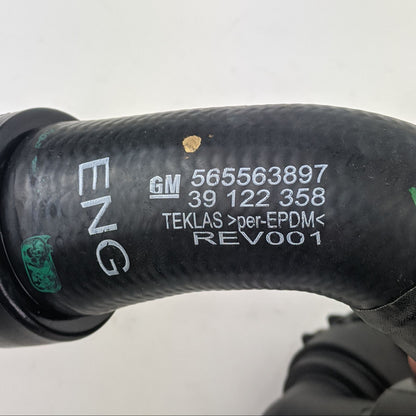 ENG
GM 565563897
39 122 358
TEKLAS >per-EPDM<
REV001